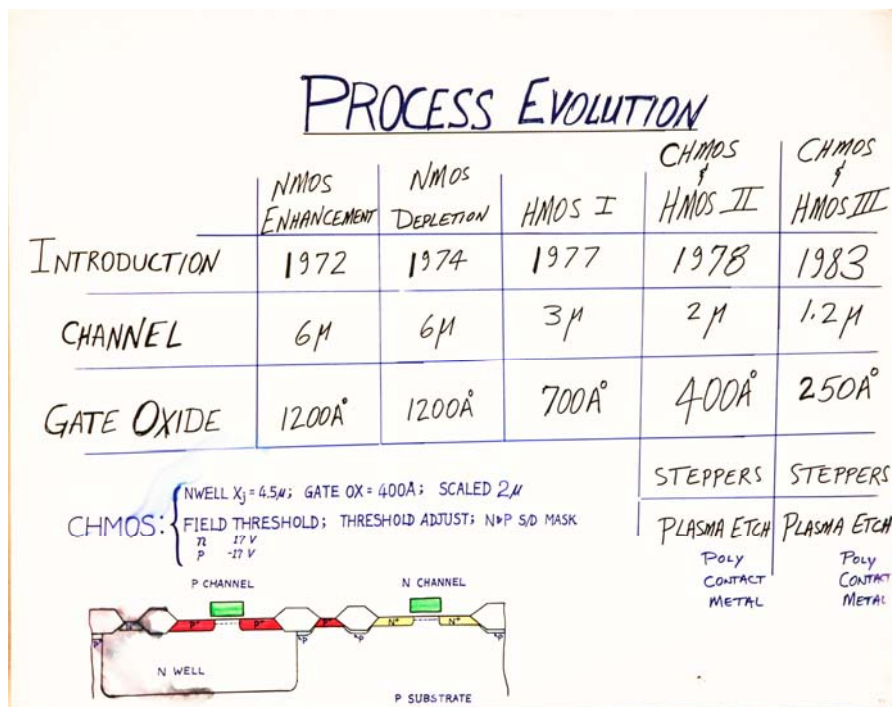 PROCESS EVOLUTION
NMOS ENHANCEMENT
NMOS DEPLETION
HMOS I
CHMOS & HMOS II
CHMOS & HMOS III
INTRODUCTION 1972 1974 1977 1978 1983
CHANNEL 6μ 6μ 3μ 2μ 1.2μ
GATE OXIDE 1200A° 1200A° 700A° 400A° 250A°
STEPPERS STEPPERS
PLASMA ETCH PLASMA ETCH
POLY POLY
CONTACT CONTACT
METAL METAL
CHMOS:
NWELL Xj = 4.5μ; GATE OX = 400A; SCALED 2μ
FIELD THRESHOLD; THRESHOLD ADJUST; N&P S/D MASK
n 17 V
P -17 V
P CHANNEL N CHANNEL
P⁺ P⁺ P⁺ N⁺ N⁺
P P P P
N WELL
P SUBSTRATE